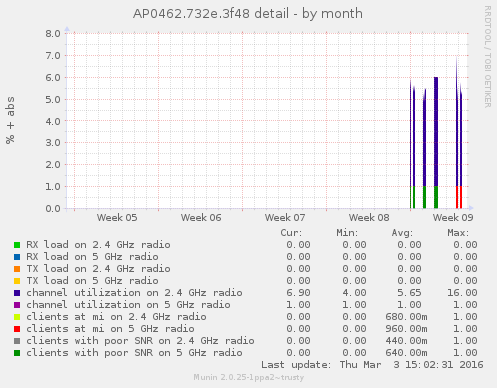 AP0462.732e.3f48 detail - by month
RRDTOOL / TOBI OETIKER
% + abs
8.0
7.0
6.0
5.0
4.0
3.0
2.0
1.0
0.0
Week 05 Week 06 Week 07 Week 08 Week 09
Cur: Min: Avg: Max:
RX load on 2.4 GHz radio 0.00 0.00 0.00 0.00
RX load on 5 GHz radio 0.00 0.00 0.00 0.00
TX load on 2.4 GHz radio 0.00 0.00 0.00 0.00
TX load on 5 GHz radio 0.00 0.00 0.00 0.00
channel utilization on 2.4 GHz radio 6.90 4.00 5.65 16.00
channel utilization on 5 GHz radio 1.00 1.00 1.00 1.00
clients at mi on 2.4 GHz radio 0.00 0.00 680.00m 1.00
clients at mi on 5 GHz radio 0.00 0.00 960.00m 1.00
clients with poor SNR on 2.4 GHz radio 0.00 0.00 440.00m 1.00
clients with poor SNR on 5 GHz radio 0.00 0.00 640.00m 1.00
Last update: Thu Mar 3 15:02:31 2016
Munin 2.0.25-1ppa2~trusty